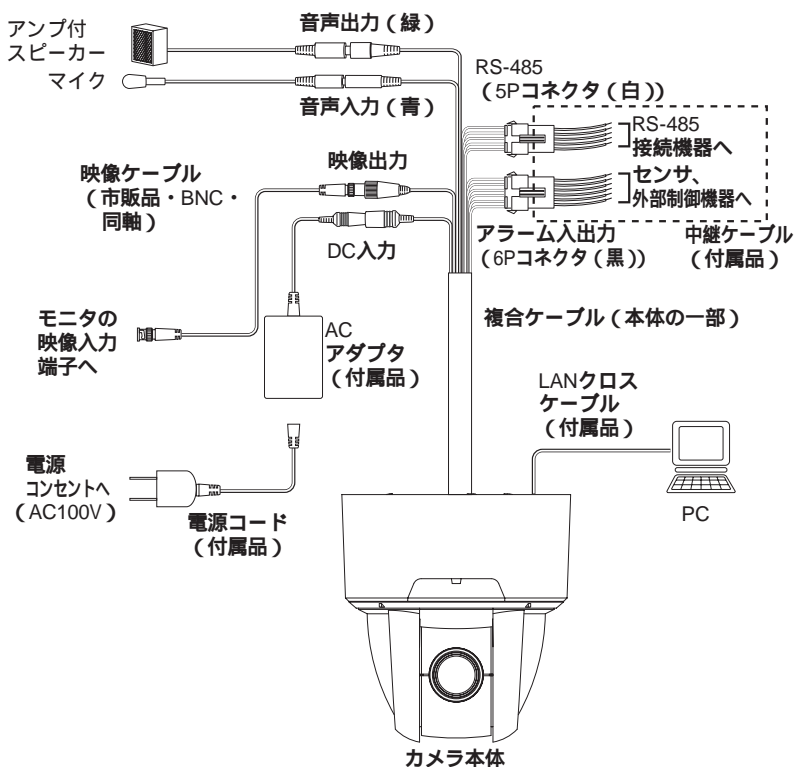 アンプ付
スピーカー
マイク
音声出力（緑）
音声入力（青）
RS-485
（5Pコネクタ（白））
RS-485
接続機器へ
センサ、
外部制御機器へ
映像ケーブル
（市販品・BNC・
同軸）
映像出力
DC入力
アラーム入出力
（6Pコネクタ（黒））
中継ケーブル
（付属品）
モニタの
映像入力
端子へ
AC
アダプタ
（付属品）
複合ケーブル（本体の一部）
LANクロス
ケーブル
（付属品）
電源
コンセントへ
（AC100V）
電源コード
（付属品）
PC
カメラ本体